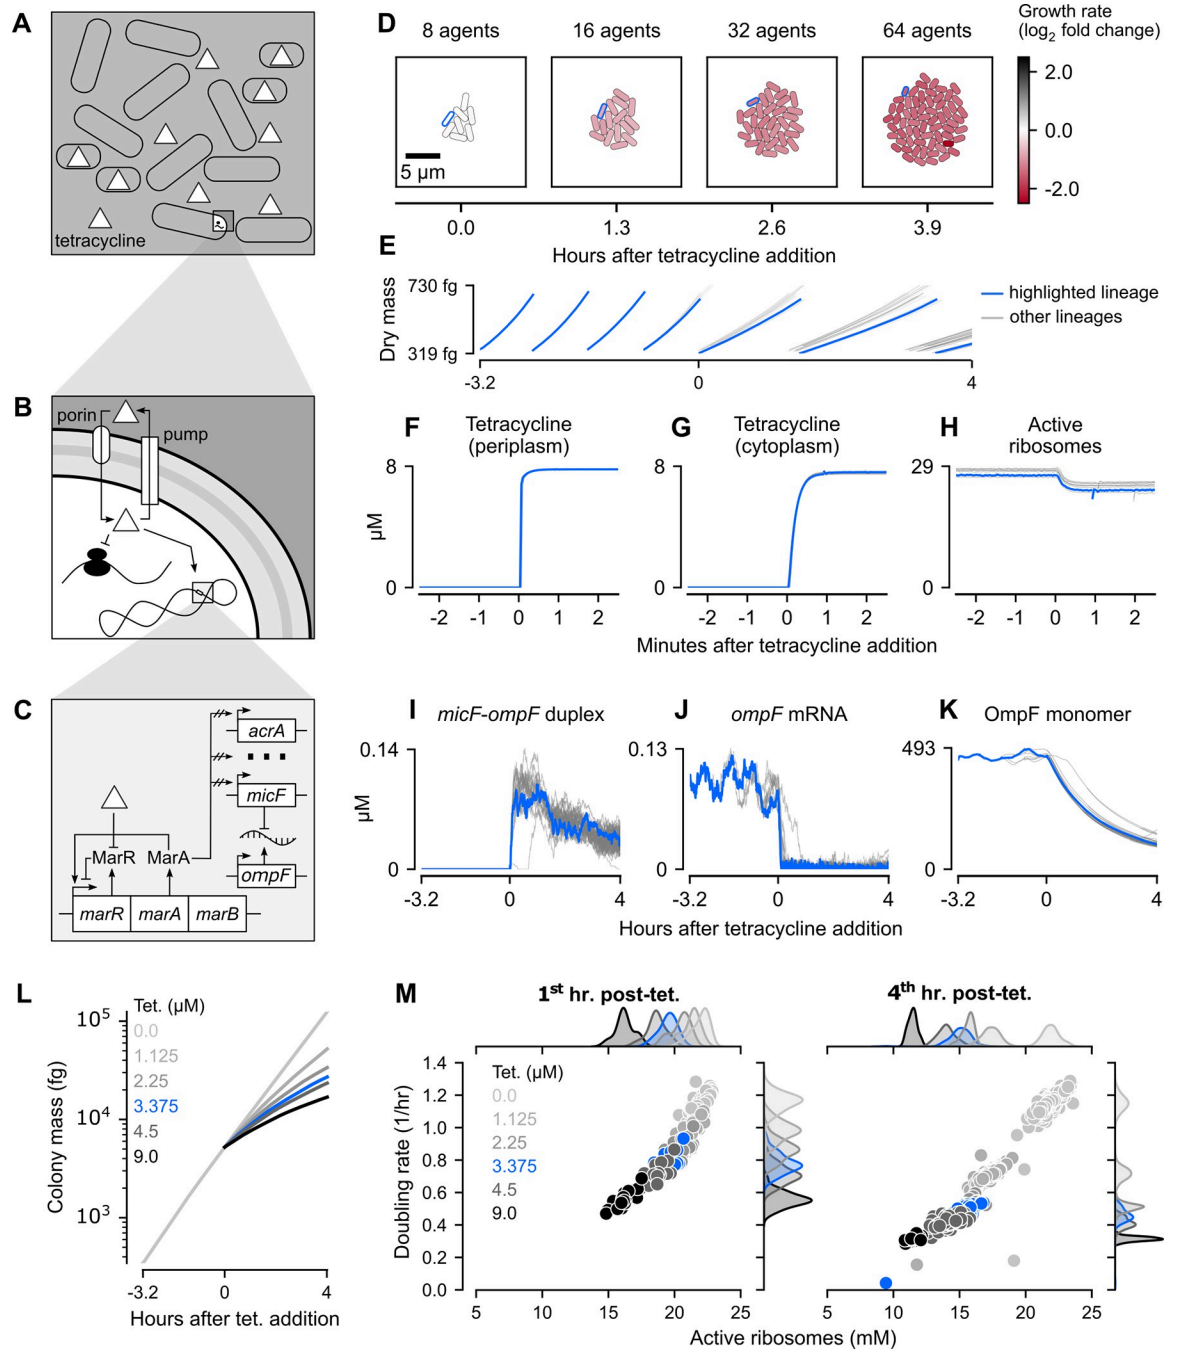 A
tetracycline
B
porin
pump
C
acrA
micF
MarR MarA
ompF
marR marA marB
D
8 agents
16 agents
32 agents
64 agents
Growth rate
(log2 fold change)
2.0
0.0
-2.0
5 µm
0.0
1.3
2.6
3.9
Hours after tetracycline addition
E
Dry mass
730 fg
319 fg
highlighted lineage
other lineages
-3.2
0
4
F
Tetracycline
(periplasm)
µM
8
0
-2 -1 0 1 2
G
Tetracycline
(cytoplasm)
8
0
-2 -1 0 1 2
H
Active
ribosomes
29
0
-2 -1 0 1 2
Minutes after tetracycline addition
I
micF-ompF duplex
µM
0.14
0
-3.2 0 4
J
ompF mRNA
0.13
0
-3.2 0 4
K
OmpF monomer
493
0
-3.2 0 4
Hours after tetracycline addition
L
Colony mass (fg)
10^5
10^4
10^3
Tet. (µM)
0.0
1.125
2.25
3.375
4.5
9.0
-3.2 0 4
Hours after tet. addition
M
1st hr. post-tet.
4th hr. post-tet.
Doubling rate (1/hr)
1.4
1.2
1.0
0.8
0.6
0.4
0.2
0.0
Tet. (µM)
0.0
1.125
2.25
3.375
4.5
9.0
5 10 15 20 25
5 10 15 20 25
Active ribosomes (mM)